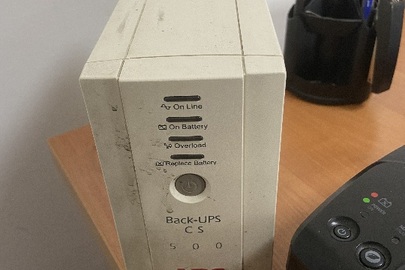 On Line
On Battery
Overload
Replace Battery
Back-UPS
CS
500